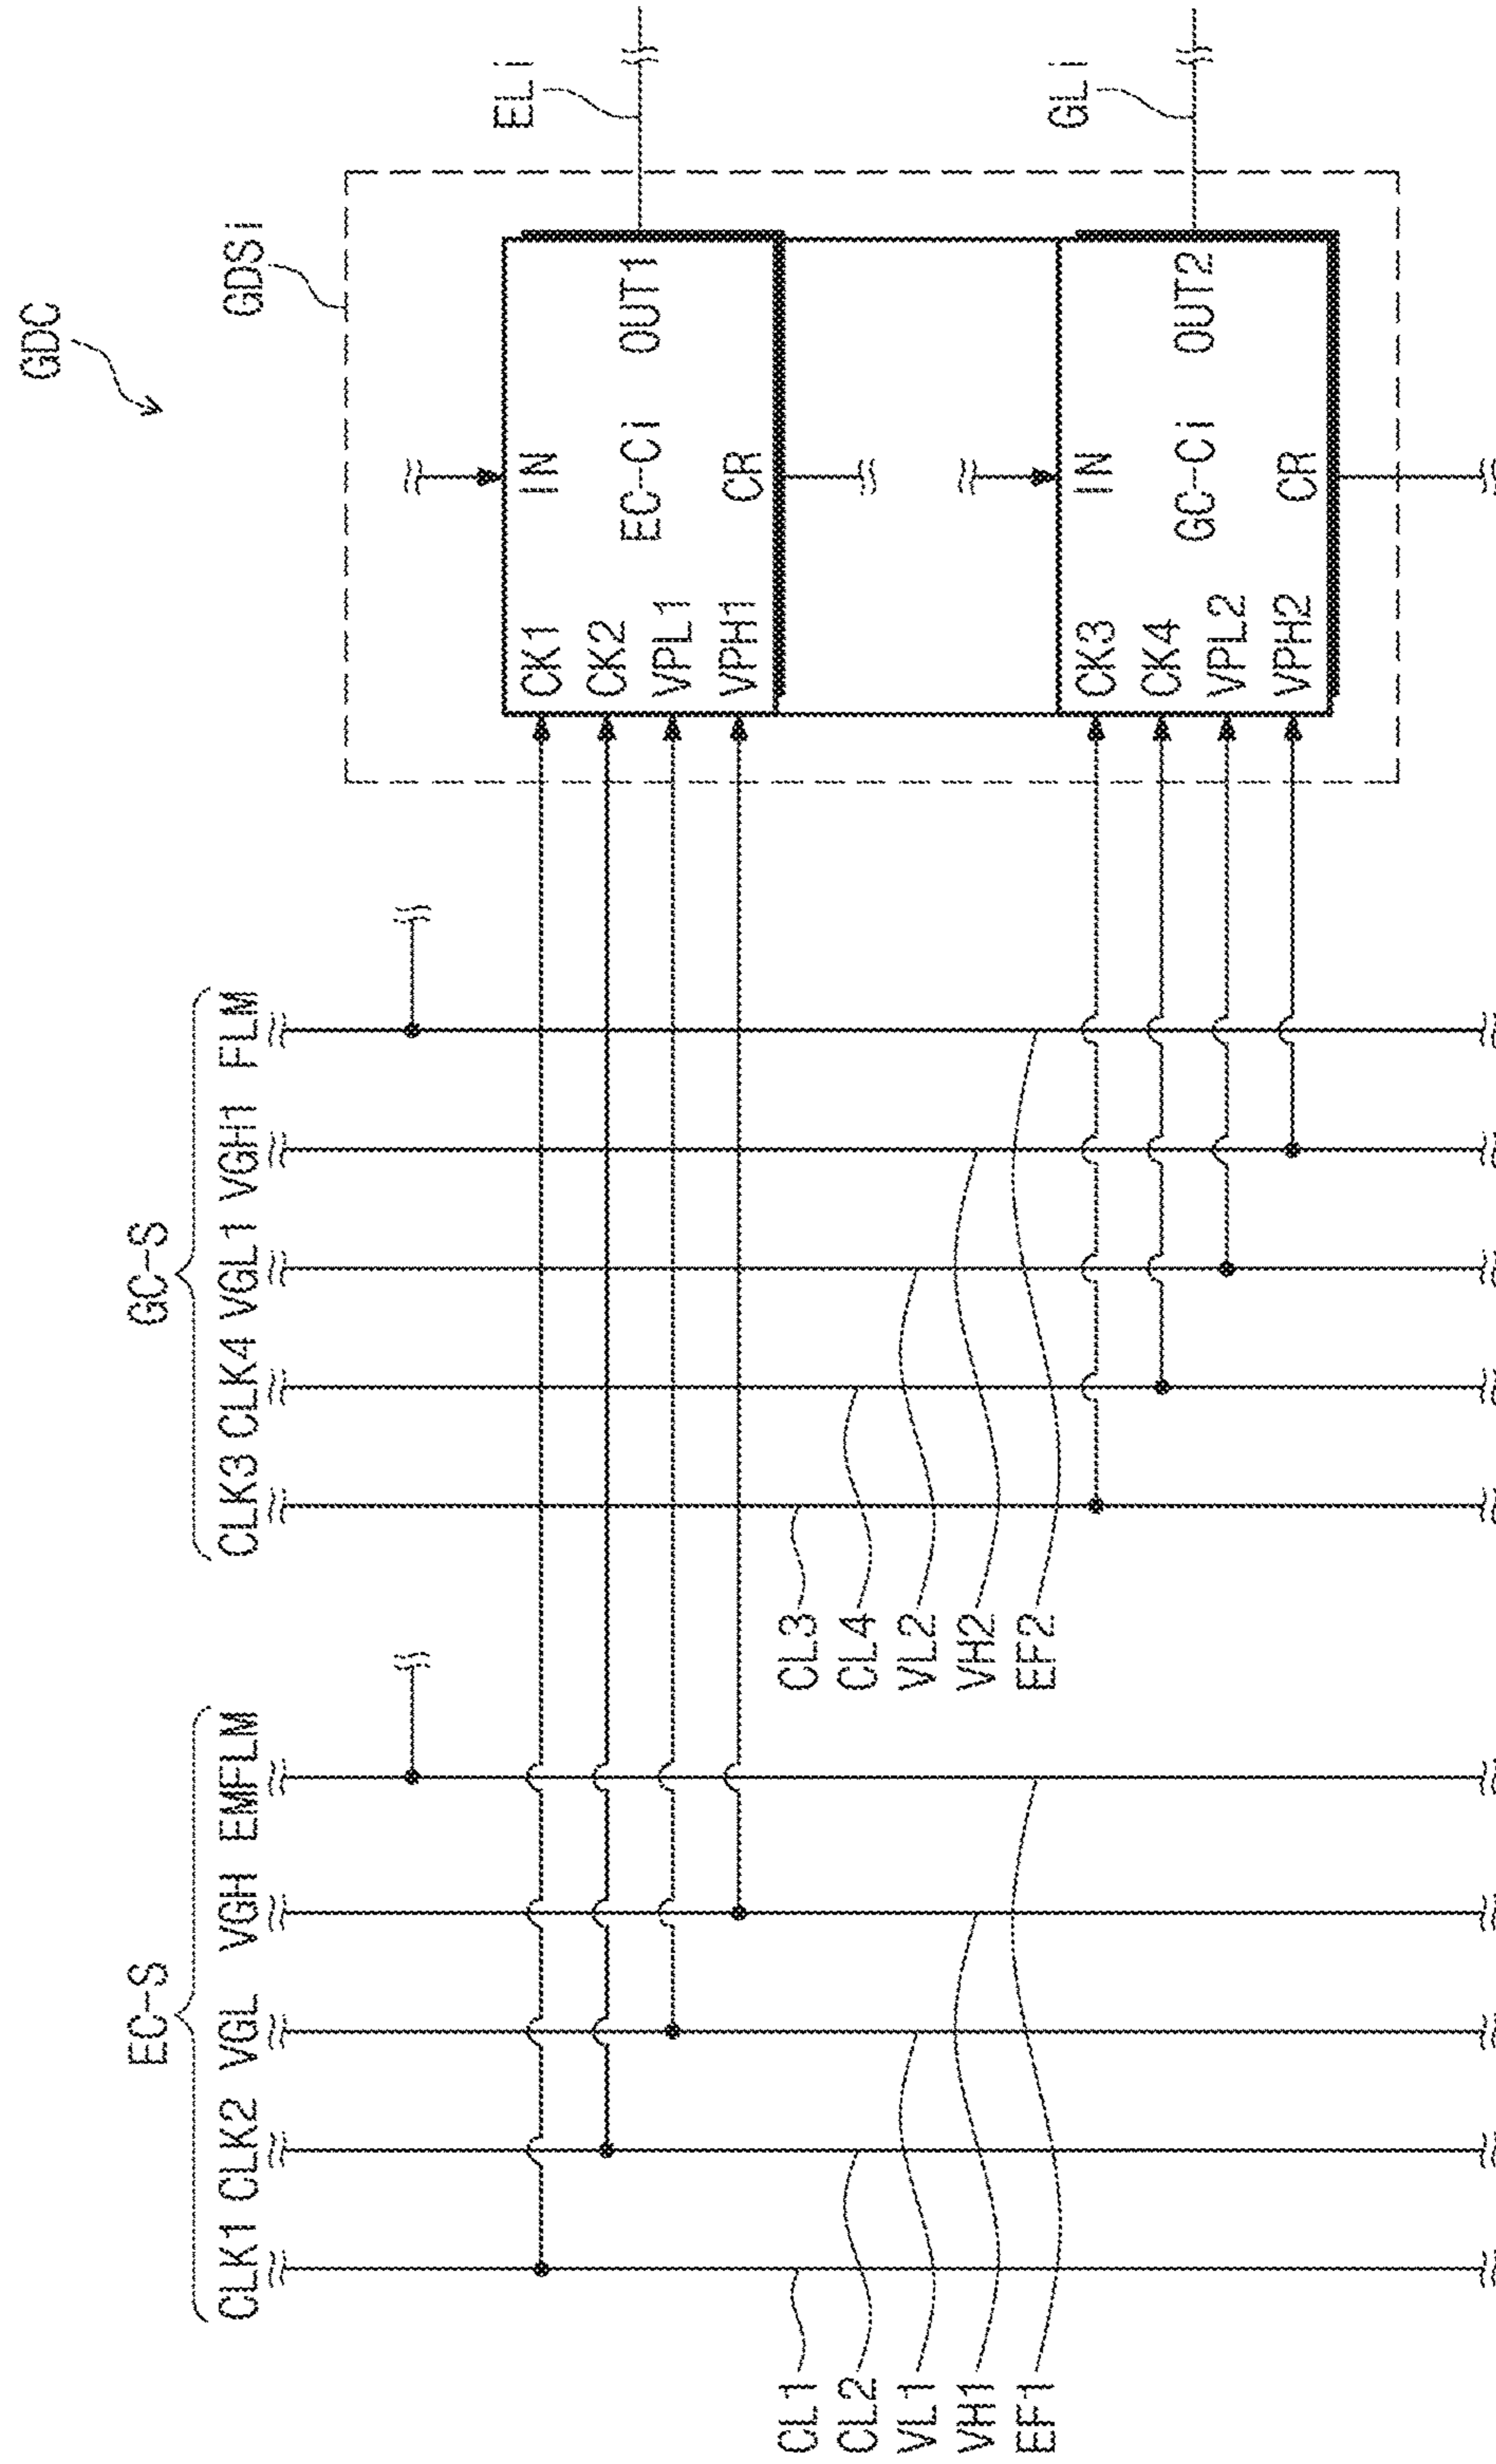 GDC
EC-S
GC-S
GDSi
CLK1 CLK2 VGL VGH EMFLM
CLK3 CLK4 VGL1 VGH1 FLM
ELi
CK1
IN
CK2
EC-Ci
OUT1
VPL1
VPH1
CR
CL1
CL2
VL1
VH1
EF1
CL3
CL4
VL2
VH2
EF2
GLi
CK3
IN
CK4
GC-Ci
OUT2
VPL2
VPH2
CR